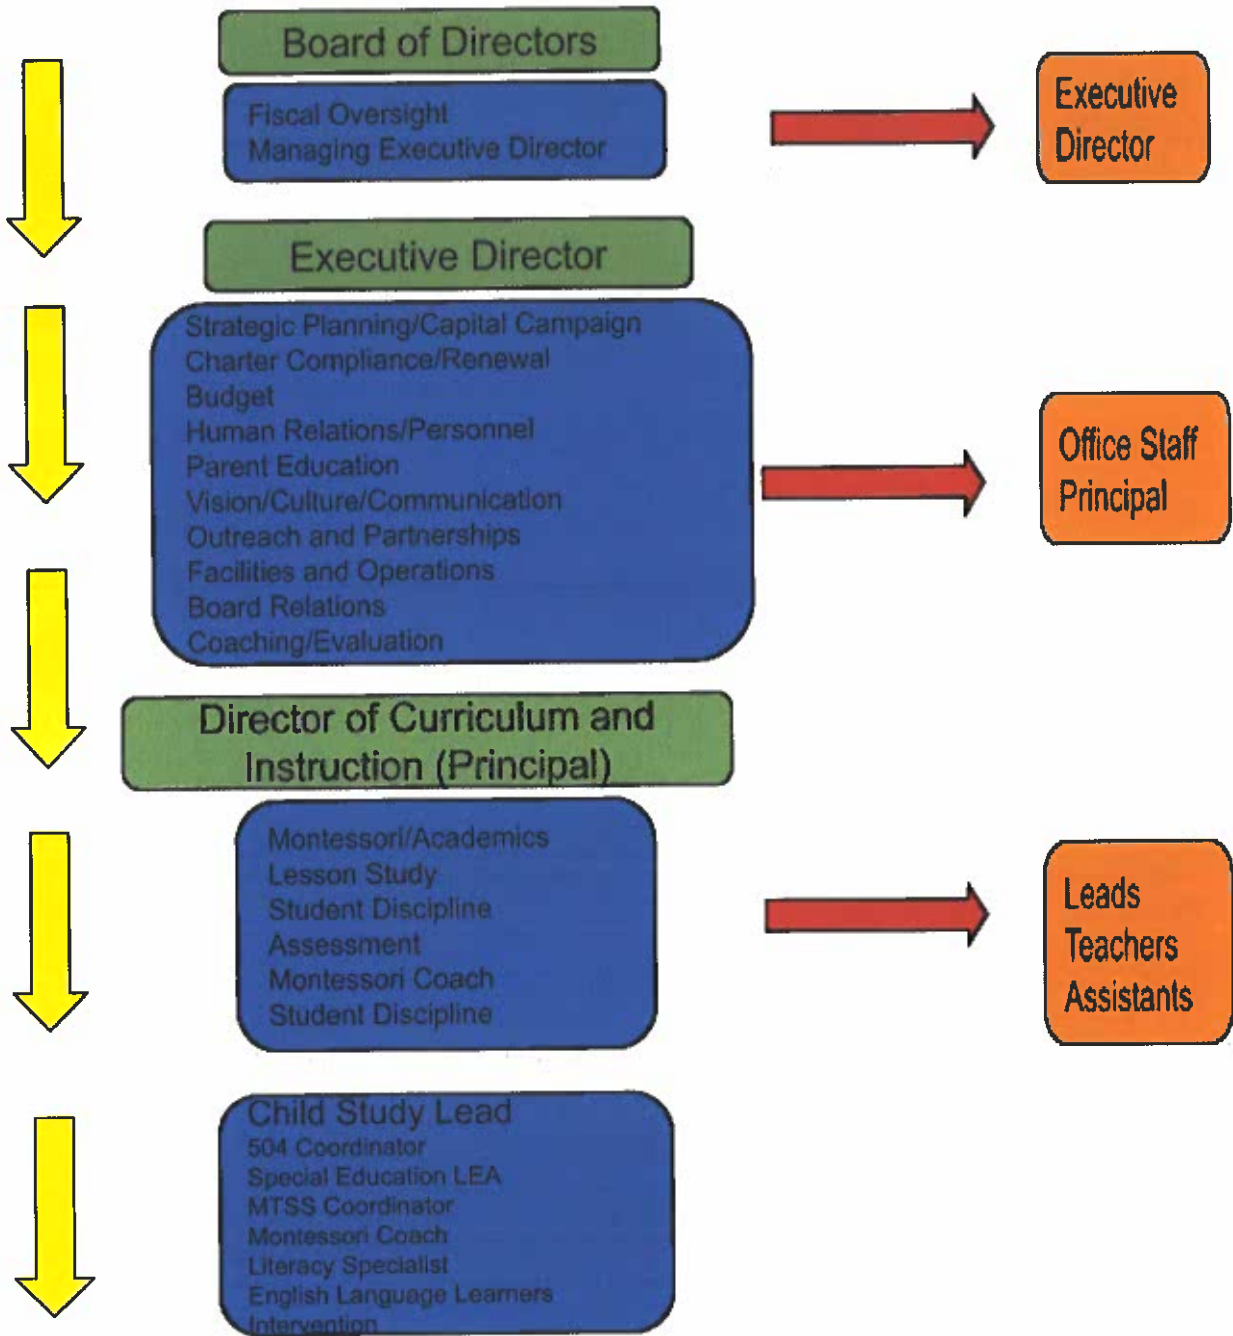 Board of Directors
Fiscal Oversight
Managing Executive Director
Executive
Director
Executive Director
Strategic Planning/Capital Campaign
Charter Compliance/Renewal
Budget
Human Relations/Personnel
Parent Education
Vision/Culture/Communication
Outreach and Partnerships
Facilities and Operations
Board Relations
Coaching/Evaluation
Office Staff
Principal
Director of Curriculum and
Instruction (Principal)
Montessori/Academics
Lesson Study
Student Discipline
Assessment
Montessori Coach
Student Discipline
Leads
Teachers
Assistants
Child Study Lead
504 Coordinator
Special Education LEA
MTSS Coordinator
Montessori Coach
Literacy Specialist
English Language Learners
Intervention